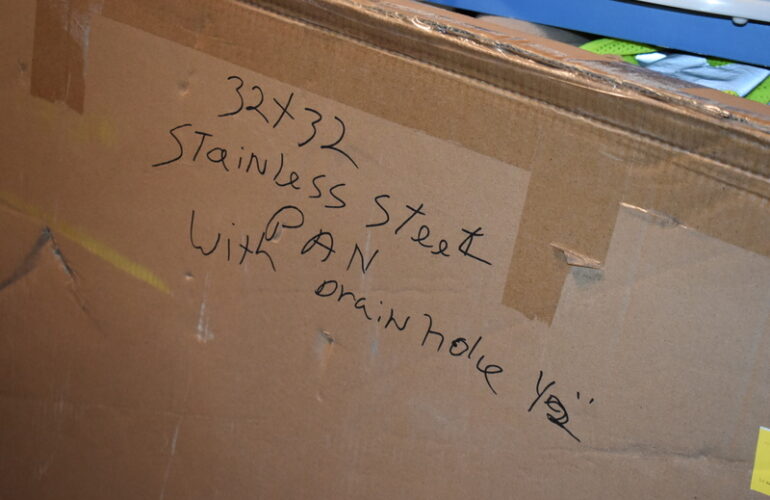 32x32
Stainless Steel
PAN
With Drain hole